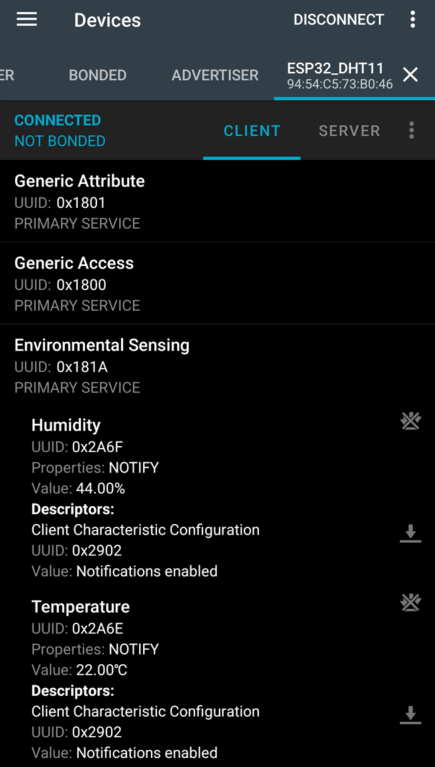 Devices
DISCONNECT
ER
BONDED
ADVERTISER
ESP32_DHT11
94:54:C5:73:B0:46
CONNECTED
NOT BONDED
CLIENT
SERVER
Generic Attribute
UUID: 0x1801
PRIMARY SERVICE
Generic Access
UUID: 0x1800
PRIMARY SERVICE
Environmental Sensing
UUID: 0x181A
PRIMARY SERVICE
Humidity
UUID: 0x2A6F
Properties: NOTIFY
Value: 44.00%
Descriptors:
Client Characteristic Configuration
UUID: 0x2902
Value: Notifications enabled
Temperature
UUID: 0x2A6E
Properties: NOTIFY
Value: 22.00℃
Descriptors:
Client Characteristic Configuration
UUID: 0x2902
Value: Notifications enabled